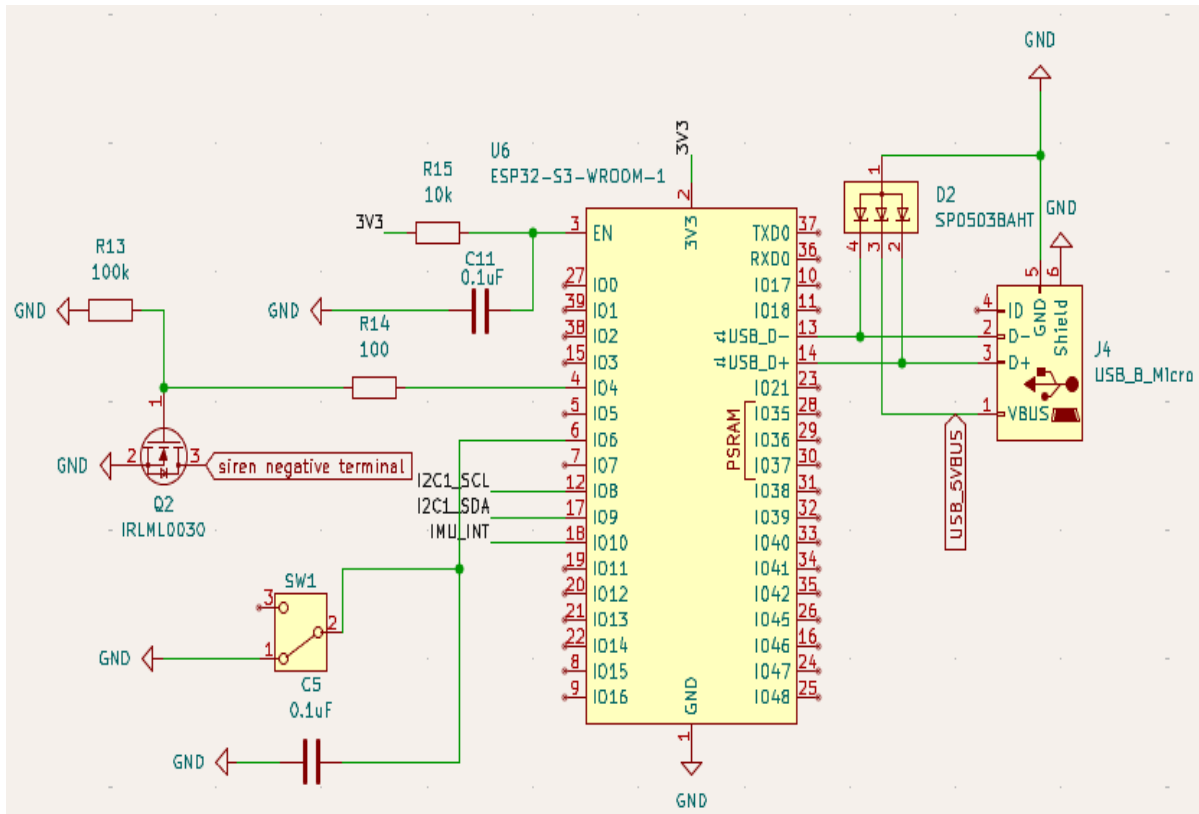 GND
3V3
U6
ESP32-S3-WROOM-1
R15
10k
3V3
2
3V3
1
D2
SP0503BAHT
GND
4
3
2
R13
100k
GND
C11
0.1uF
GND
3
EN
27
IO0
39
IO1
38
IO2
15
IO3
R14
100
4
IO4
5
IO5
6
IO6
7
IO7
I2C1_SCL
12
IO8
I2C1_SDA
17
IO9
IMU_INT
18
IO10
19
IO11
20
IO12
21
IO13
22
IO14
8
IO15
9
IO16
TXD0
37
RXD0
36
IO17
10
IO18
11
USB_D-
13
USB_D+
14
IO21
23
PSRAM
IO35
28
IO36
29
IO37
30
IO38
31
IO39
32
IO40
33
IO41
34
IO42
35
IO45
26
IO46
16
IO47
24
IO48
25
GND
1
GND
5
6
4
ID
GND
Shield
2
D-
3
D+
1
VBUS
J4
USB_B_Micro
USB_5VBUS
1
GND
2
3
siren negative terminal
Q2
IRLML0030
SW1
3
2
1
GND
C5
0.1uF
GND